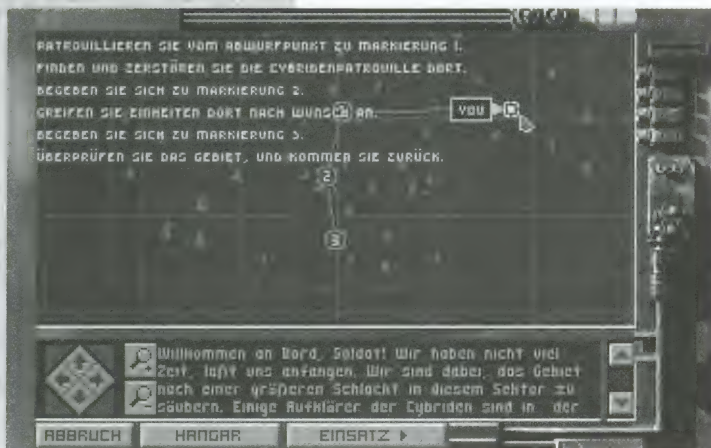 PATROUILLIEREN SIE VOM ABWURFPUNKT ZU MARKIERUNG 1.
FINDEN UND ZERSTÖREN SIE DIE CYBRIDENPATROUILLE DORT.
BEGEBEN SIE SICH ZU MARKIERUNG 2.
GREIFEN SIE EINHEITEN DORT NACH WUNSCH AN.
YOU
BEGEBEN SIE SICH ZU MARKIERUNG 3.
ÜBERPRÜFEN SIE DAS GEBIET, UND KOMMEN SIE ZURÜCK.
2
3
Willkommen an Bord, Soldat! Wir haben nicht viel
Zeit, laßt uns anfangen. Wir sind dabei, das Gebiet
nach einer größeren Schlacht in diesem Sektor zu
säubern. Einige Aufklärer der Cybriden sind in der
ABBRUCH
HANGAR
EINSATZ